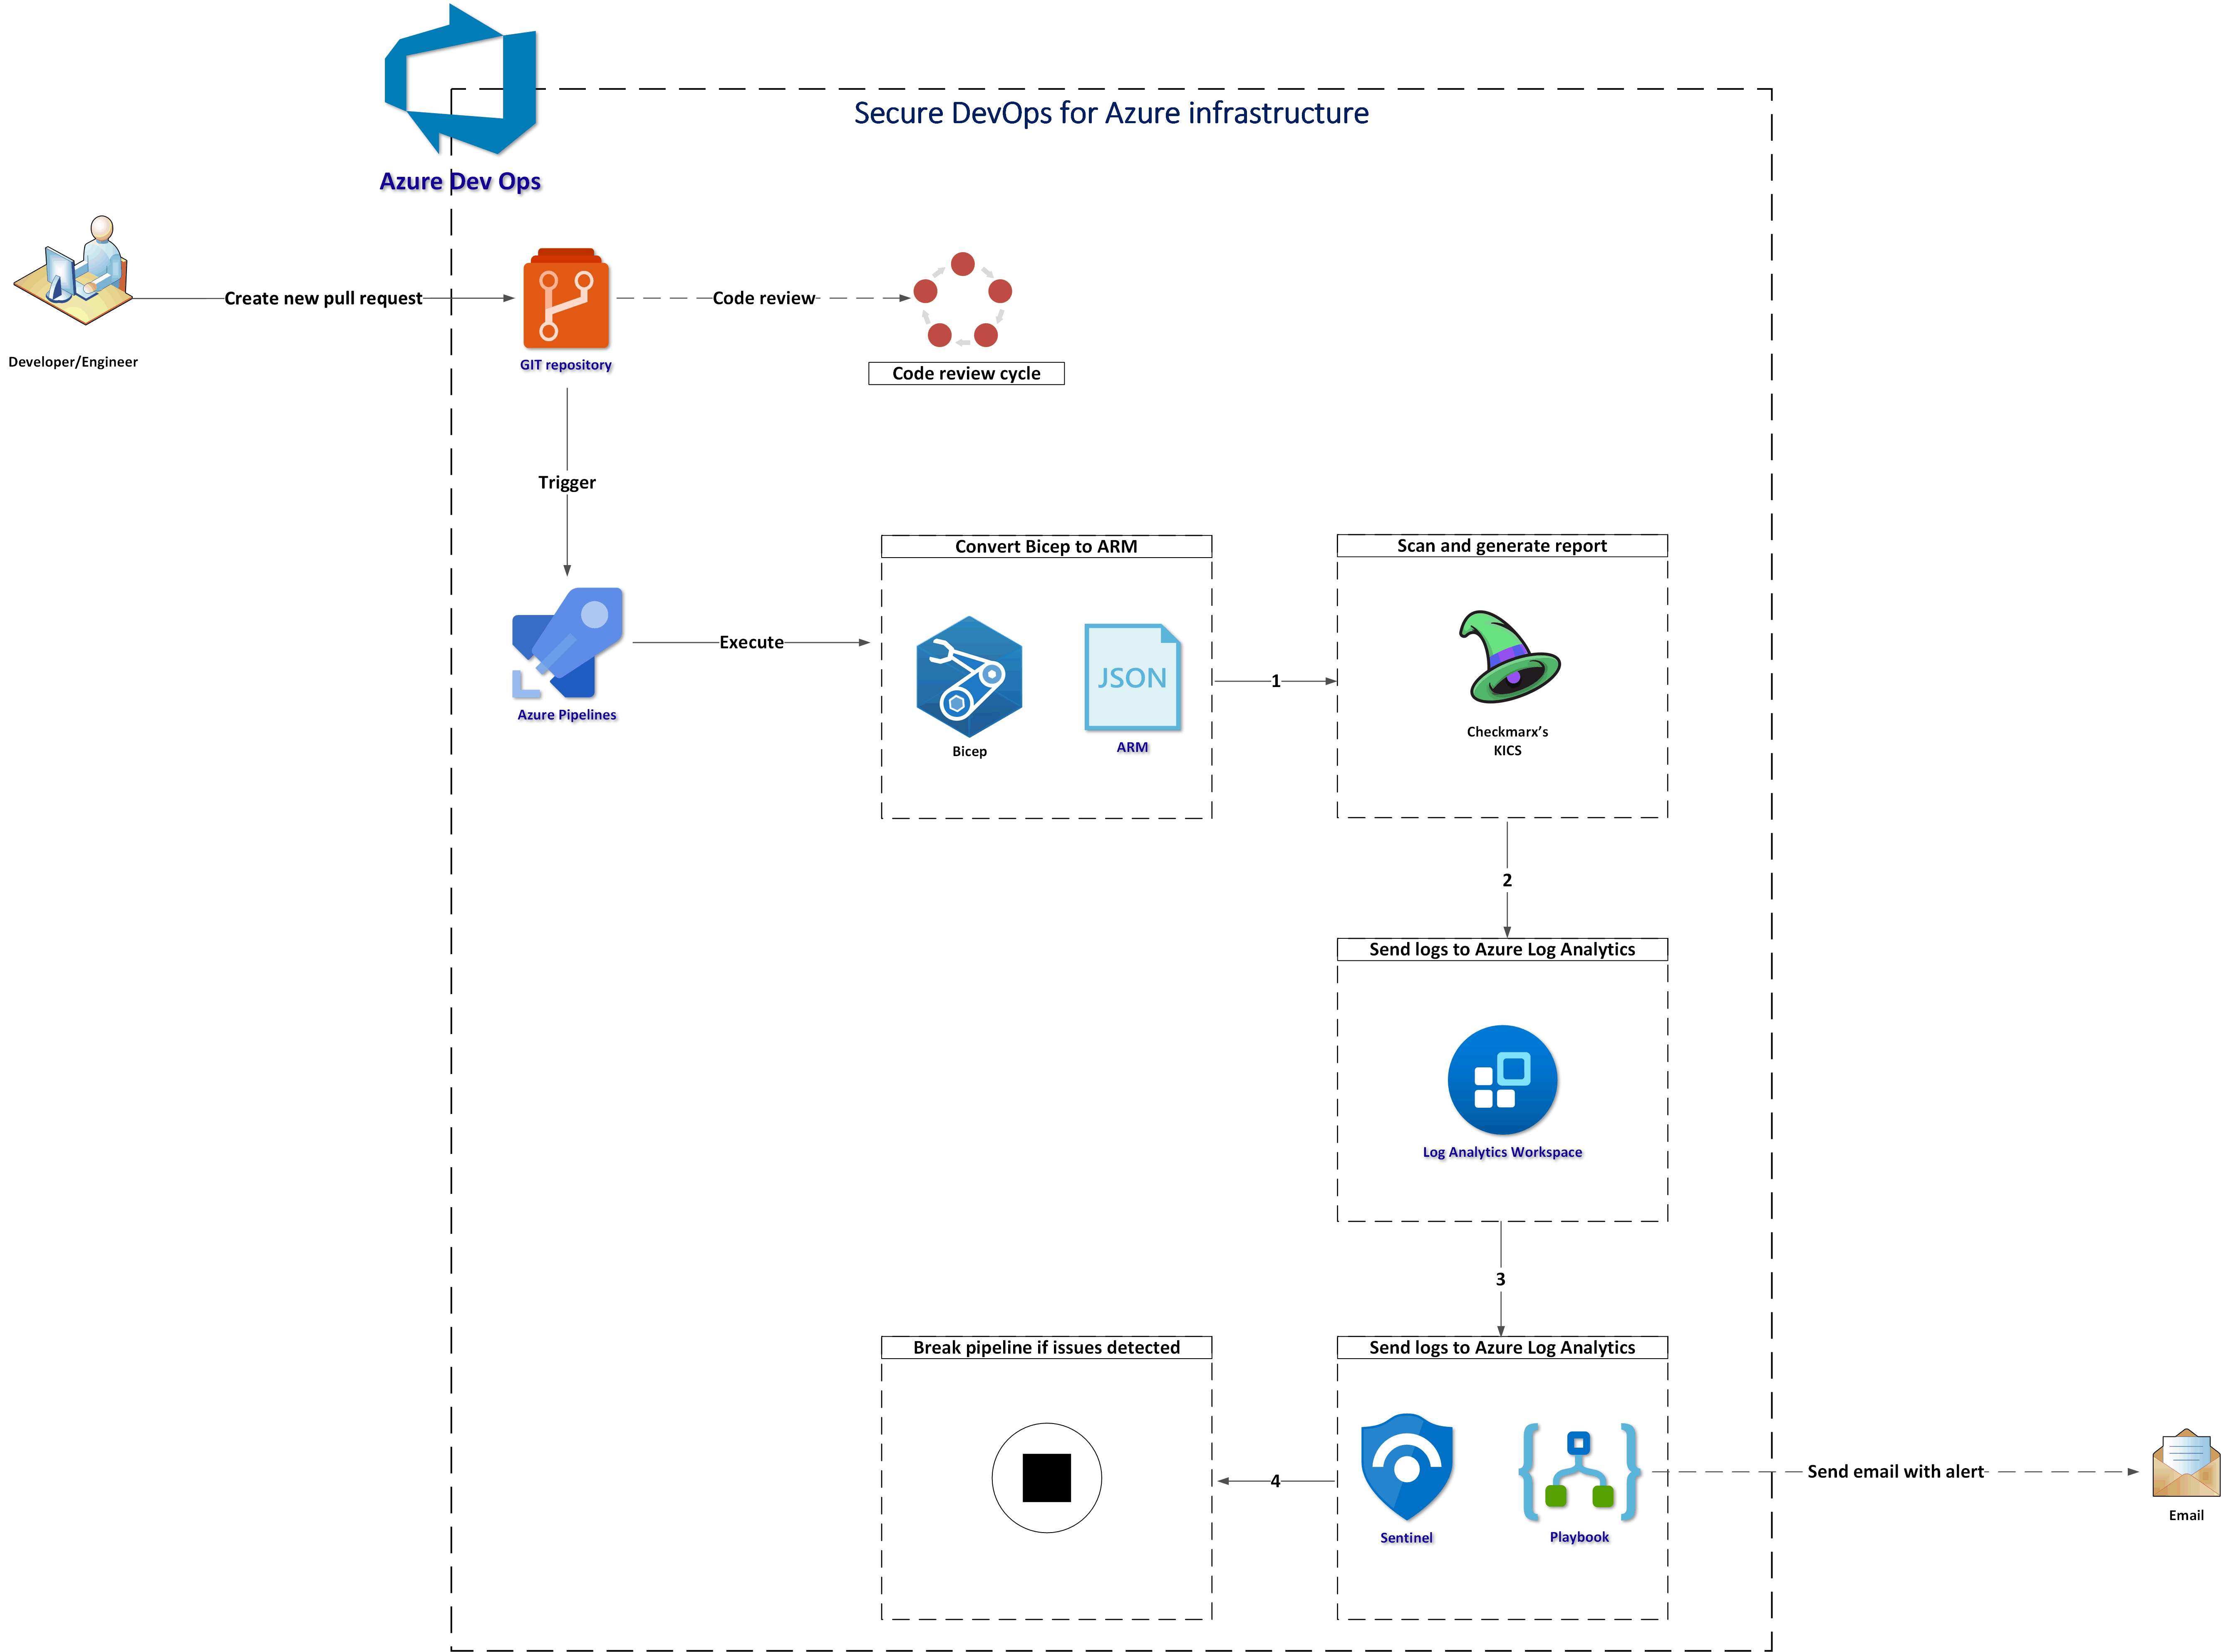 Secure DevOps for Azure infrastructure
Azure Dev Ops
Create new pull request
Code review
Developer/Engineer
GIT repository
Code review cycle
Trigger
Convert Bicep to ARM
Scan and generate report
Execute
JSON
1
Azure Pipelines
Bicep
ARM
Checkmarx's
KICS
2
Send logs to Azure Log Analytics
Log Analytics Workspace
3
Break pipeline if issues detected
Send logs to Azure Log Analytics
4
Send email with alert
Sentinel
Playbook
Email